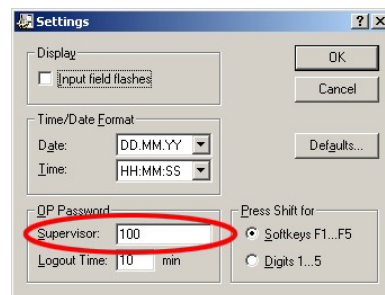 Settings
Display
Input field flashes
OK
Cancel
Time/Date Format
Date: DD.MM.YY
Time: HH:MM:SS
Defaults...
OP Password
Supervisor: 100
Logout Time: 10 min
Press Shift for
Softkeys F1...F5
Digits 1...5